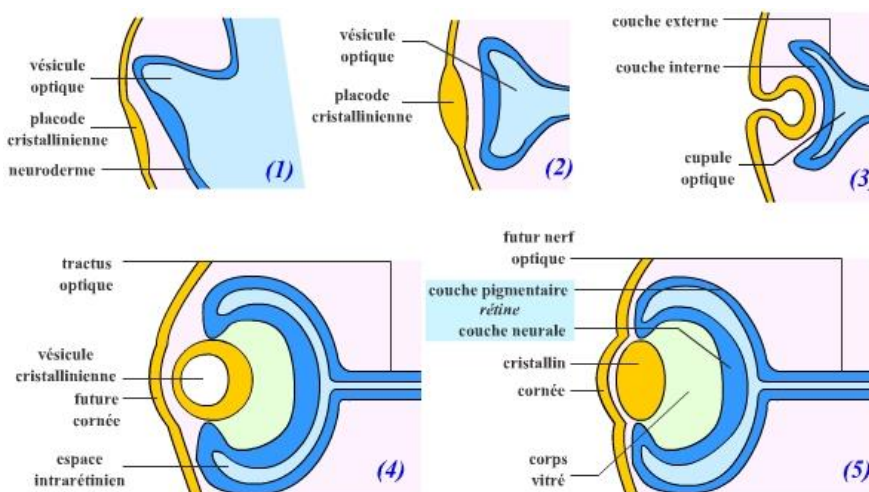 vésicule
optique
placode
cristallinienne
neuroderme
(1)
vésicule
optique
placode
cristallinienne
(2)
couche externe
couche interne
cupule
optique
(3)
tractus
optique
vésicule
cristallinienne
future
cornée
espace
intrarétinien
(4)
futur nerf
optique
couche pigmentaire
rétine
couche neurale
cristallin
cornée
corps
vitré
(5)